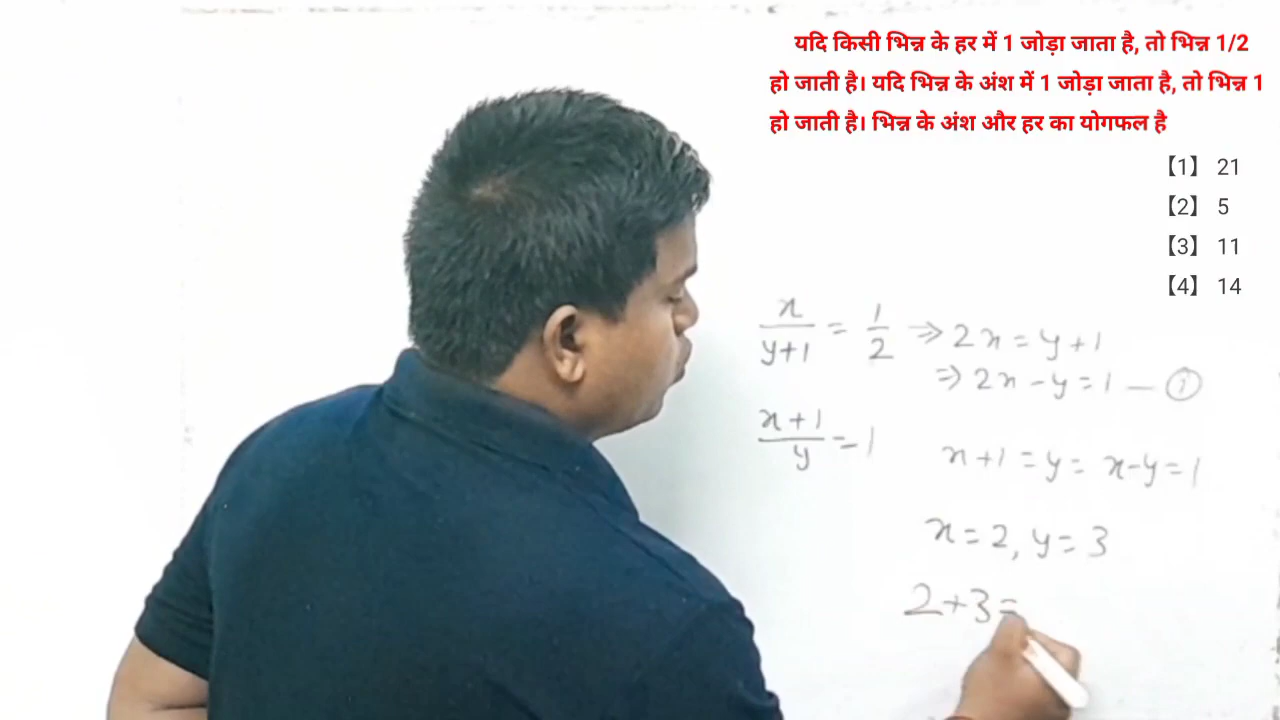 यदि किसी भिन्न के हर में 1 जोड़ा जाता है, तो भिन्न 1/2
हो जाती है। यदि भिन्न के अंश में 1 जोड़ा जाता है, तो भिन्न 1
हो जाती है। भिन्न के अंश और हर का योगफल है
【1】 21
【2】 5
【3】 11
【4】 14
x/y+1 = 1/2 ⇒ 2x = y+1
⇒ 2x - y = 1 — ①
x+1/y = 1
x+1 = y = x-y = 1
x = 2, y = 3
2+3 =